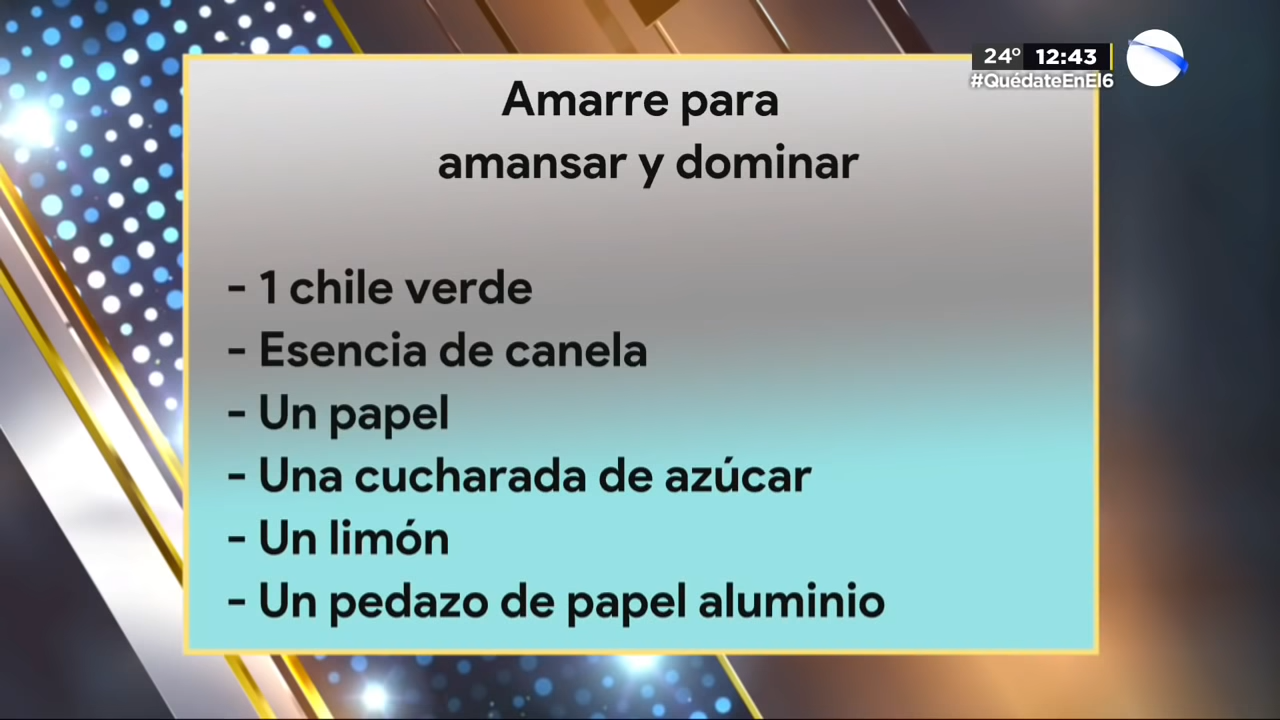 24° 12:43
#QuédateEnEl6
Amarre para
amansar y dominar
- 1 chile verde
- Esencia de canela
- Un papel
- Una cucharada de azúcar
- Un limón
- Un pedazo de papel aluminio